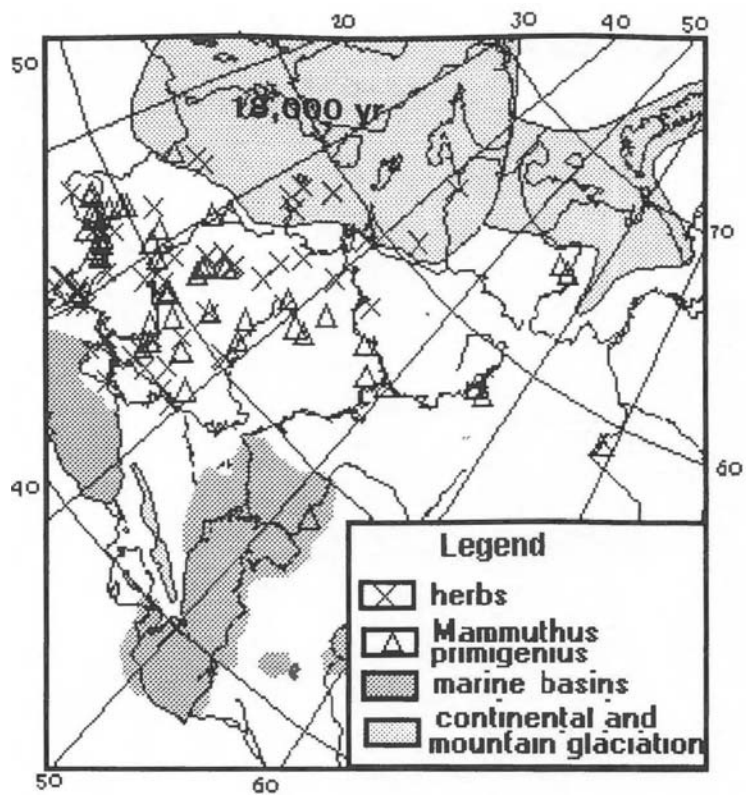 20 30 40 50
50
18,000 yr
70
40
60
Legend
herbs
Mammuthus
primigenius
marine basins
continental and
mountain glaciation
50 60